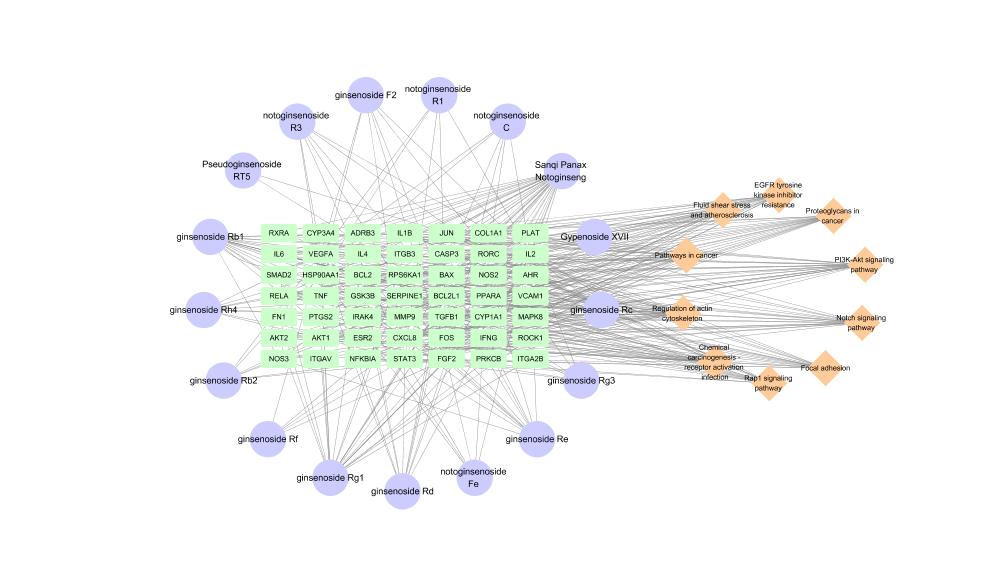 ginsenoside F2
notoginsenoside
R1
notoginsenoside
R3
notoginsenoside
C
Pseudoginsenoside
RT5
Sanqi Panax
Notoginseng
ginsenoside Rb1
Gypenoside XVII
ginsenoside Rh4
ginsenoside Rc
ginsenoside Rb2
ginsenoside Rg3
ginsenoside Rf
ginsenoside Re
ginsenoside Rg1
ginsenoside Rd
notoginsenoside
Fe
RXRA CYP3A4 ADRB3 IL1B JUN COL1A1 PLAT
IL6 VEGFA IL4 ITGB3 CASP3 RORC IL2
SMAD2 HSP90AA1 BCL2 RPS6KA1 BAX NOS2 AHR
RELA TNF GSK3B SERPINE1 BCL2L1 PPARA VCAM1
FN1 PTGS2 IRAK4 MMP9 TGFB1 CYP1A1 MAPK8
AKT2 AKT1 ESR2 CXCL8 FOS IFNG ROCK1
NOS3 ITGAV NFKBIA STAT3 FGF2 PRKCB ITGA2B
EGFR tyrosine
kinase inhibitor
resistance
Fluid shear stress
and atherosclerosis
Proteoglycans in
cancer
Pathways in cancer
PI3K-Akt signaling
pathway
Regulation of actin
cytoskeleton
Notch signaling
pathway
Chemical
carcinogenesis -
receptor activation
infection
Focal adhesion
Rap1 signaling
pathway